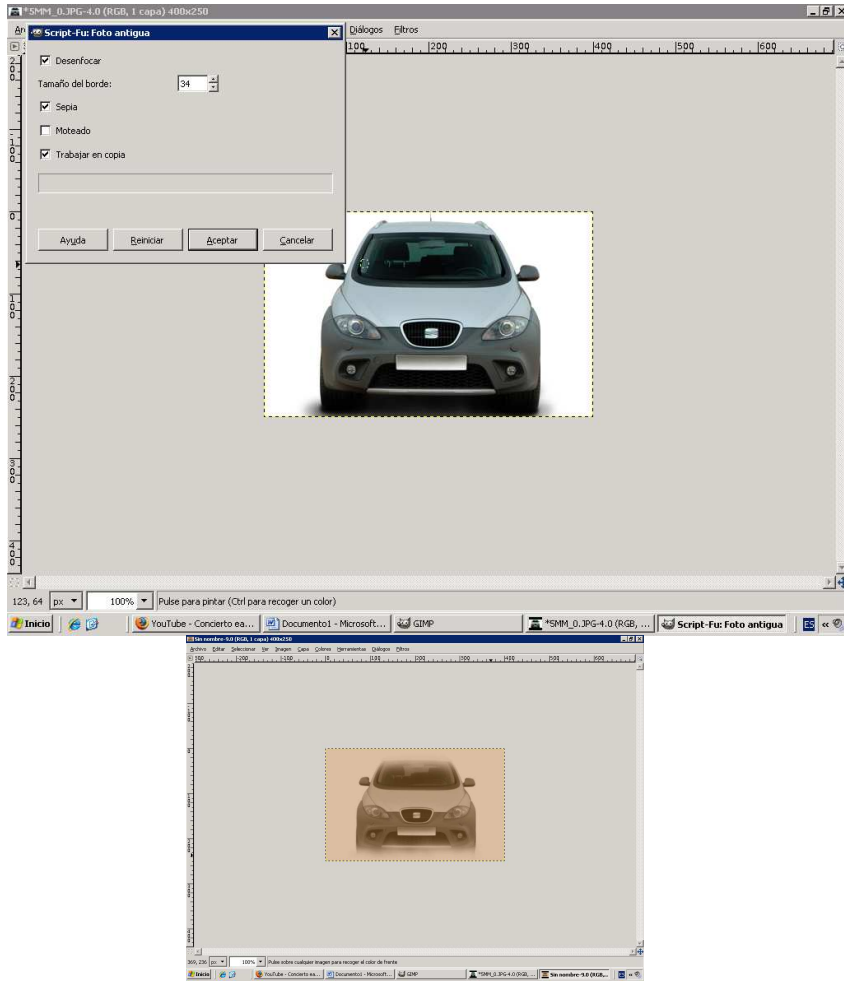 *5MM_0.JPG-4.0 (RGB, 1 capa) 400x250
Script-Fu: Foto antigua
Diálogos Filtros
100 200 300 400 500 600
Desenfocar
Tamaño del borde: 34
Sepia
Moteado
Trabajar en copia
Ayuda Reiniciar Aceptar Cancelar
123, 64 px 100% Pulse para pintar (Ctrl para recoger un color)
Inicio YouTube - Concierto ea... Documento1 - Microsoft... GIMP *5MM_0.JPG-4.0 (RGB, ... Script-Fu: Foto antigua ES «
Sin nombre-9.0 (RGB, 1 capa) 400x250
Archivo Editar Seleccionar Ver Imagen Capa Colores Herramientas Diálogos Filtros
369, 236 px 100% Pulse sobre cualquier imagen para recoger el color de frente
Inicio YouTube - Concierto ea... Documento1 - Microsoft... GIMP *5MM_0.JPG-4.0 (RGB, ... Sin nombre-9.0 (RGB,...